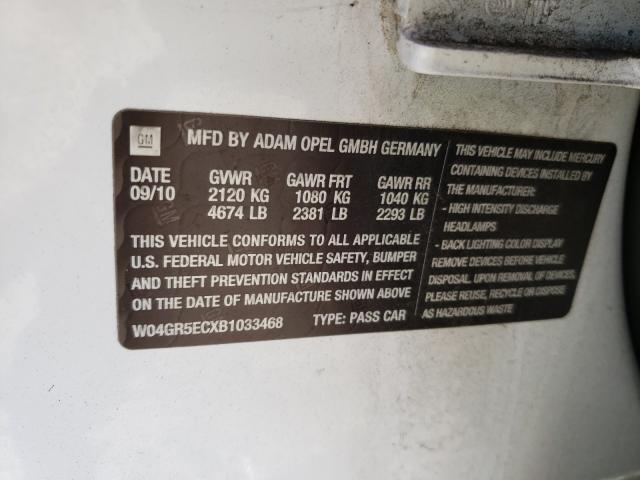 GM
MFD BY ADAM OPEL GMBH GERMANY
DATE GVWR GAWR FRT GAWR RR
09/10 2120 KG 1080 KG 1040 KG
4674 LB 2381 LB 2293 LB
THIS VEHICLE CONFORMS TO ALL APPLICABLE
U.S. FEDERAL MOTOR VEHICLE SAFETY, BUMPER
AND THEFT PREVENTION STANDARDS IN EFFECT
ON THE DATE OF MANUFACTURE SHOWN ABOVE
W04GR5ECXB1033468 TYPE: PASS CAR
THIS VEHICLE MAY INCLUDE MERCURY
CONTAINING DEVICES INSTALLED BY
THE MANUFACTURER:
- HIGH INTENSITY DISCHARGE
HEADLAMPS
- BACK LIGHTING COLOR DISPLAY
REMOVE DEVICES BEFORE VEHICLE
DISPOSAL. UPON REMOVAL OF DEVICES,
PLEASE REUSE, RECYCLE OR DISPOSE
AS HAZARDOUS WASTE